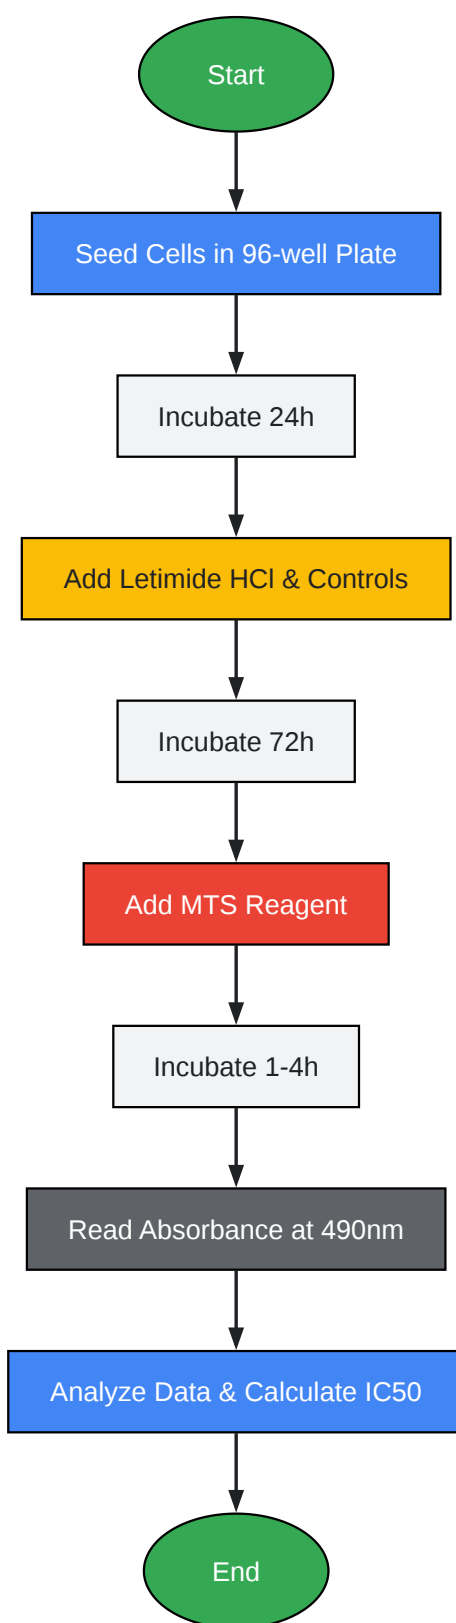 Start
Seed Cells in 96-well Plate
Incubate 24h
Add Letimide HCl & Controls
Incubate 72h
Add MTS Reagent
Incubate 1-4h
Read Absorbance at 490nm
Analyze Data & Calculate IC50
End